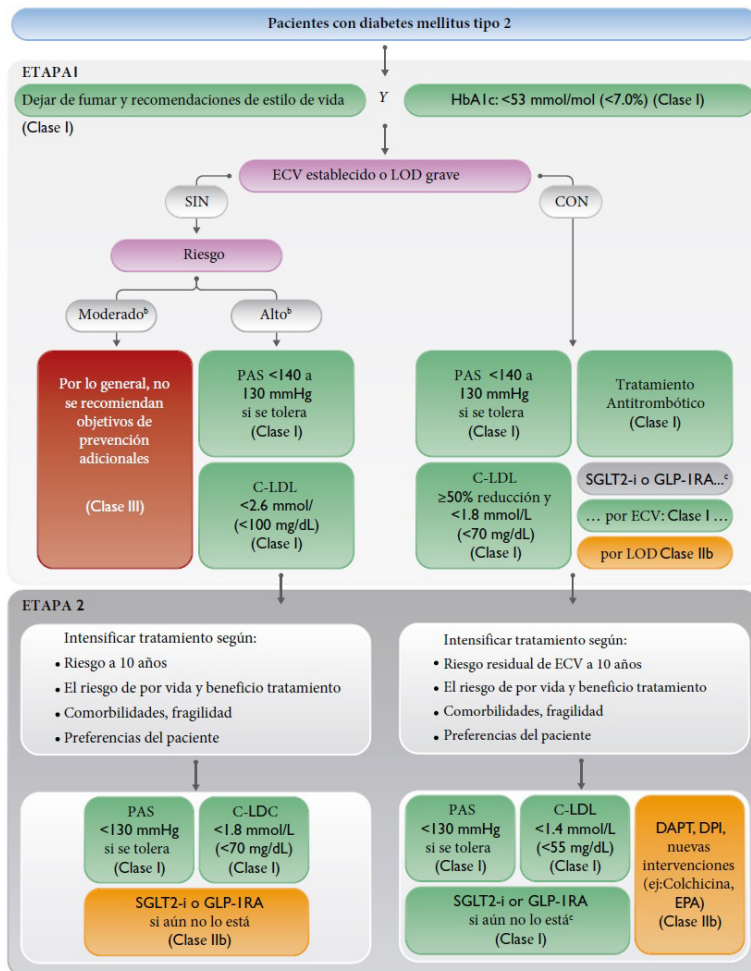 Pacientes con diabetes mellitus tipo 2
ETAPA1
Dejar de fumar y recomendaciones de estilo de vida
(Clase I)
Y
HbA1c: <53 mmol/mol (<7.0%) (Clase I)
ECV establecido o LOD grave
SIN
CON
Riesgo
Moderadoᵇ
Altoᵇ
Por lo general, no
se recomiendan
objetivos de
prevención
adicionales
(Clase III)
PAS <140 a
130 mmHg
si se tolera
(Clase I)
C-LDL
<2.6 mmol/
(<100 mg/dL)
(Clase I)
PAS <140 a
130 mmHg
si se tolera
(Clase I)
C-LDL
≥50% reducción y
<1.8 mmol/L
(<70 mg/dL)
(Clase I)
Tratamiento
Antitrombótico
(Clase I)
SGLT2-i o GLP-1RA...ᶜ
... por ECV: Clase I ...
por LOD Clase IIb
ETAPA 2
Intensificar tratamiento según:
• Riesgo a 10 años
• El riesgo de por vida y beneficio tratamiento
• Comorbilidades, fragilidad
• Preferencias del paciente
Intensificar tratamiento según:
• Riesgo residual de ECV a 10 años
• El riesgo de por vida y beneficio tratamiento
• Comorbilidades, fragilidad
• Preferencias del paciente
PAS
<130 mmHg
si se tolera
(Clase I)
C-LDC
<1.8 mmol/L
(<70 mg/dL)
(Clase I)
SGLT2-i o GLP-1RA
si aún no lo está
(Clase IIb)
PAS
<130 mmHg
si se tolera
(Clase I)
C-LDL
<1.4 mmol/L
(<55 mg/dL)
(Clase I)
SGLT2-i or GLP-1RA
si aún no lo estáᶜ
(Clase I)
DAPT, DPI,
nuevas
intervenciones
(ej:Colchicina,
EPA)
(Clase IIb)